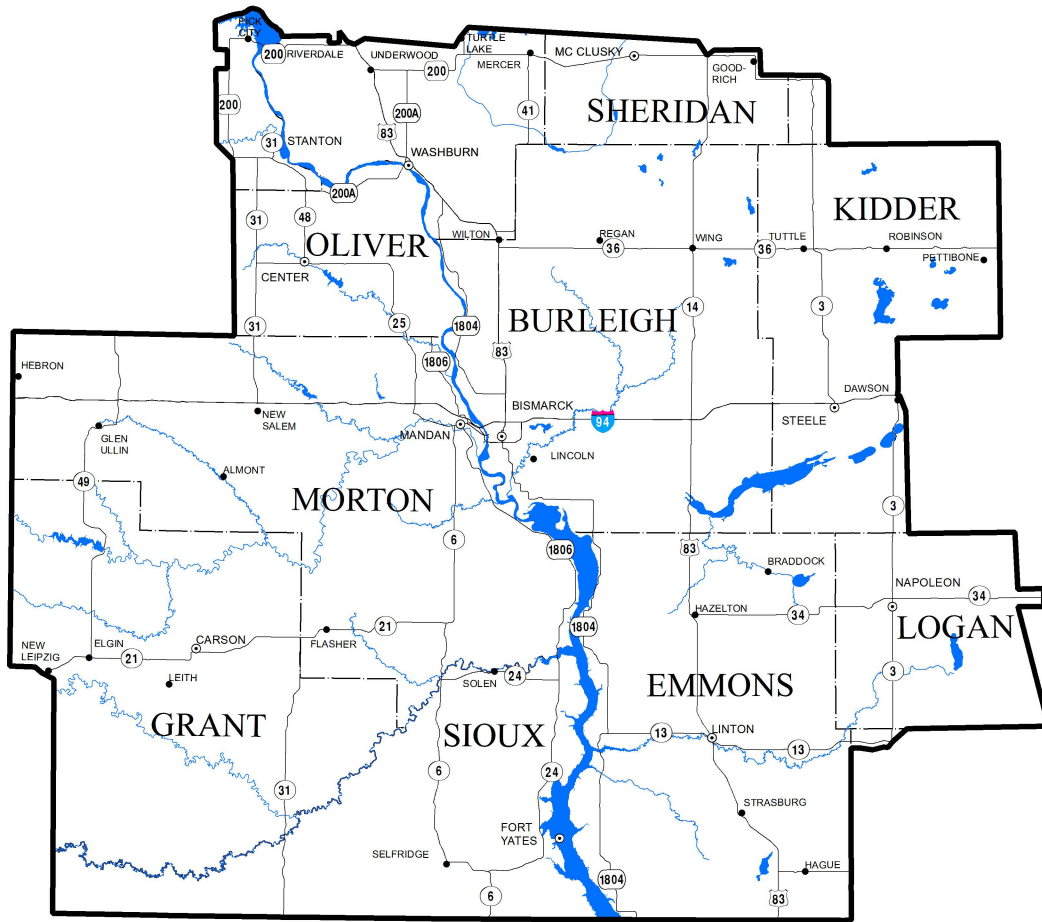 PICK
CITY
RIVERDALE
200
UNDERWOOD
TURTLE
LAKE
200
MERCER
MC CLUSKY
GOOD-
RICH
SHERIDAN
200
200A
41
83
31
STANTON
WASHBURN
200A
KIDDER
31
48
OLIVER
WILTON
REGAN
36
WING
36
TUTTLE
ROBINSON
PETTIBONE
CENTER
14
3
31
25
1804
BURLEIGH
83
1806
HEBRON
NEW
SALEM
BISMARCK
94
DAWSON
STEELE
GLEN
ULLIN
MANDAN
LINCOLN
ALMONT
49
MORTON
3
6
1806
83
BRADDOCK
NAPOLEON
34
HAZELTON
34
1804
LOGAN
NEW
LEIPZIG
ELGIN
21
CARSON
FLASHER
21
LEITH
SOLEN
24
EMMONS
3
GRANT
SIOUX
13
LINTON
13
6
24
31
STRASBURG
FORT
YATES
SELFRIDGE
HAGUE
6
1804
83